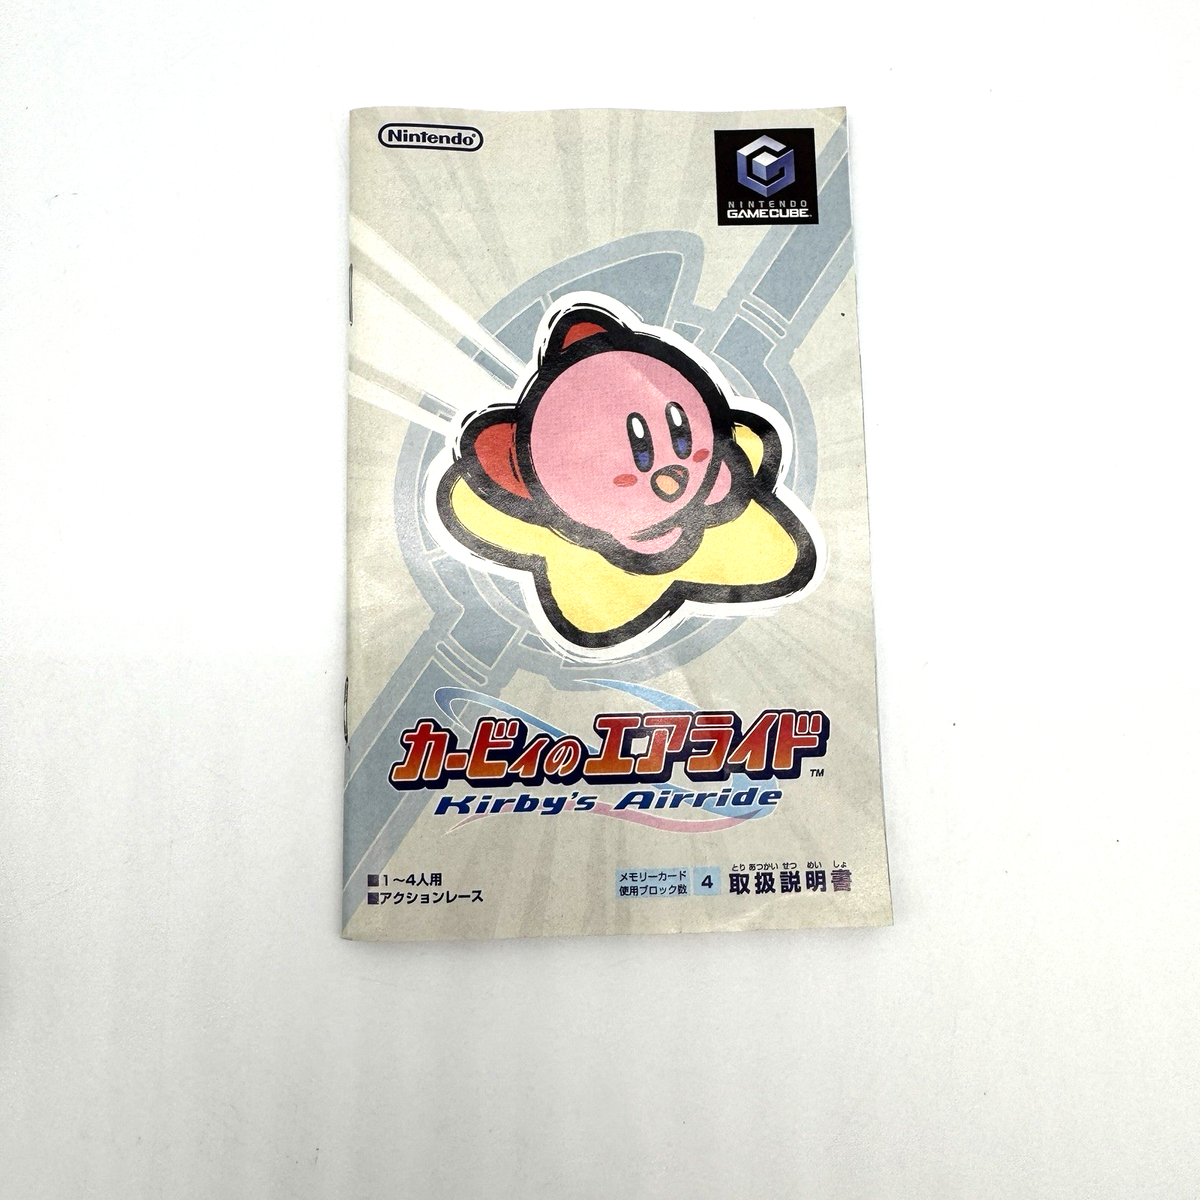 Nintendo®
NINTENDO
GAMECUBE™
カービィのエアライド™
Kirby's Airride
■1〜4人用
■アクションレース
メモリーカード
使用ブロック数
4
とり あつかい せつ めい しょ
取扱説明書